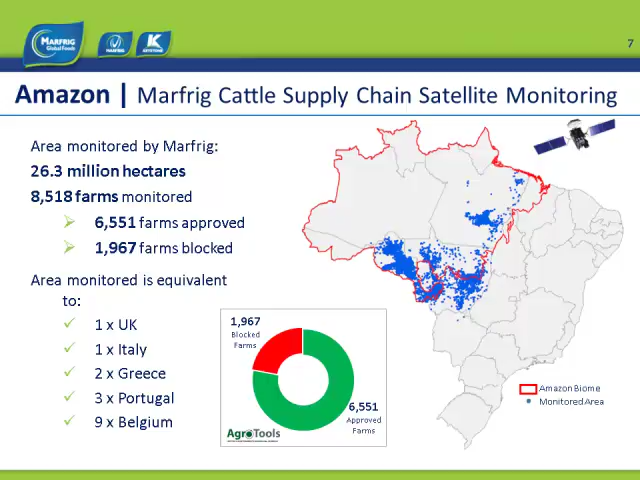 MARFRIG
Global Foods
MARFRIG
KEYSTONE
7
Amazon | Marfrig Cattle Supply Chain Satellite Monitoring
Area monitored by Marfrig:
26.3 million hectares
8,518 farms monitored
6,551 farms approved
1,967 farms blocked
Area monitored is equivalent
to:
1 x UK
1 x Italy
2 x Greece
3 x Portugal
9 x Belgium
1,967
Blocked
Farms
6,551
Approved
Farms
AgroTools
Amazon Biome
Monitored Area